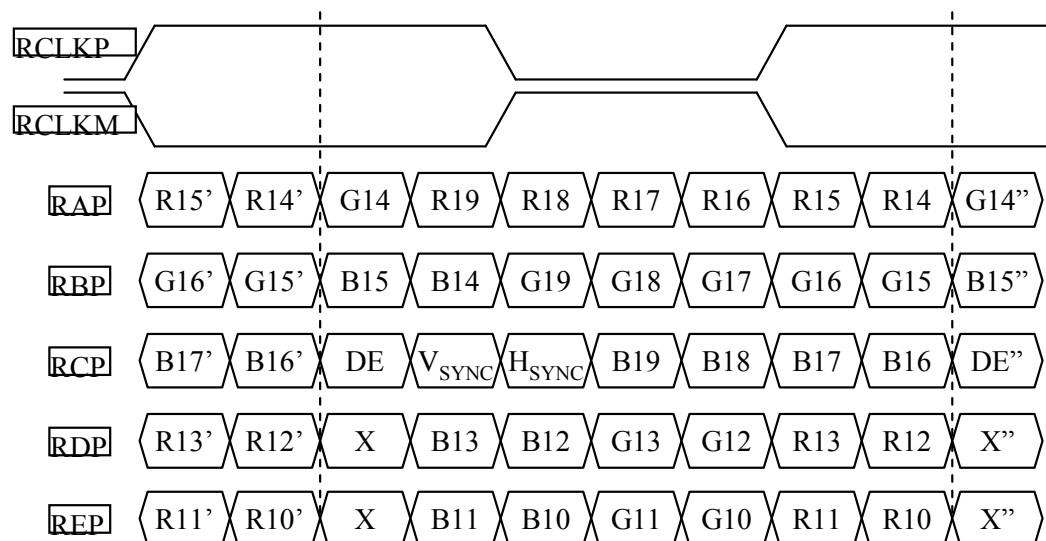 RCLKP
RCLKM
RAP R15’ R14’ G14 R19 R18 R17 R16 R15 R14 G14”
RBP G16’ G15’ B15 B14 G19 G18 G17 G16 G15 B15”
RCP B17’ B16’ DE VSYNC HSYNC B19 B18 B17 B16 DE”
RDP R13’ R12’ X B13 B12 G13 G12 R13 R12 X”
REP R11’ R10’ X B11 B10 G11 G10 R11 R10 X”